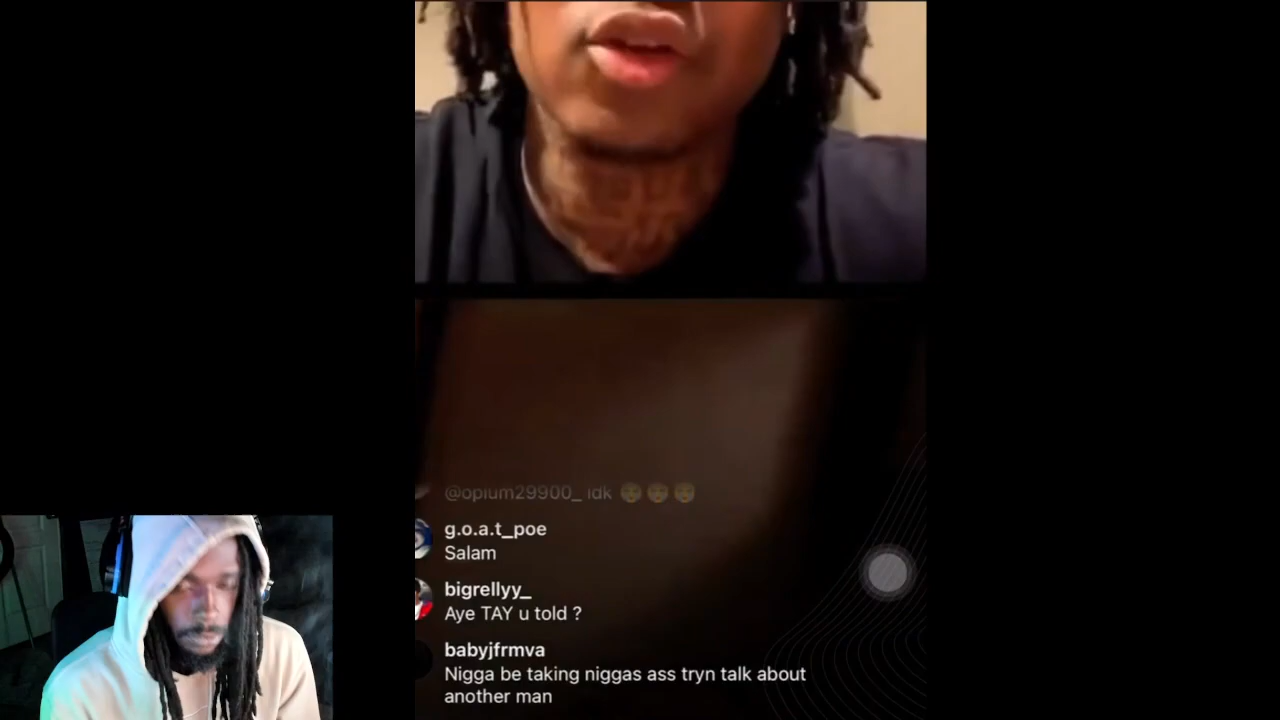 @opium29900_ idk 🤯🤯🤯
g.o.a.t_poe
Salam
bigrellyy_
Aye TAY u told ?
babyjfrmva
Nigga be taking niggas ass tryn talk about
another man